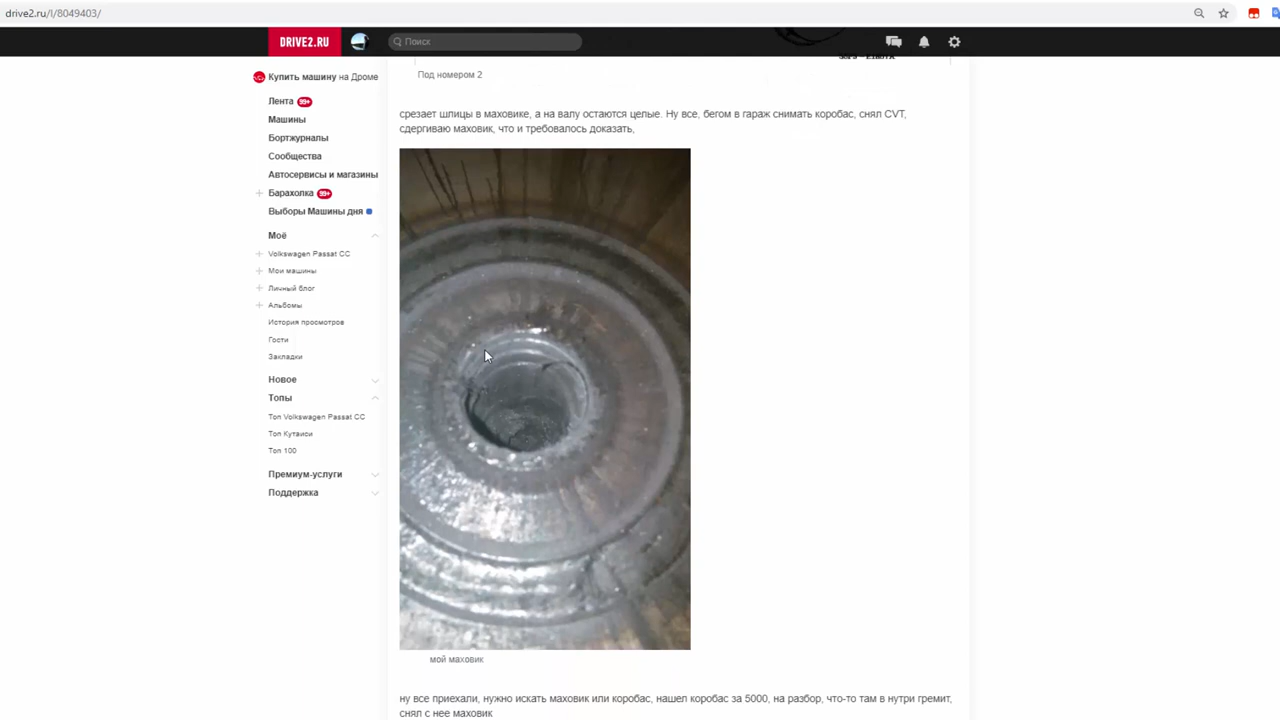 drive2.ru/l/8049403/
DRIVE2.RU
Поиск
Купить машину на Дроме
Лента 99+
Машины
Бортжурналы
Сообщества
Автосервисы и магазины
Барахолка 99+
Выборы Машины дня
Моё
Volkswagen Passat CC
Мои машины
Личный блог
Альбомы
История просмотров
Гости
Закладки
Новое
Топы
Топ Volkswagen Passat CC
Топ Кутаиси
Топ 100
Премиум-услуги
Поддержка
Под номером 2
срезает шлицы в маховике, а на валу остаются целые. Ну все, бегом в гараж снимать коробас, снял CVT,
сдергиваю маховик, что и требовалось доказать,
мой маховик
ну все приехали, нужно искать маховик или коробас, нашел коробас за 5000, на разбор, что-то там в нутри гремит,
снял с нее маховик